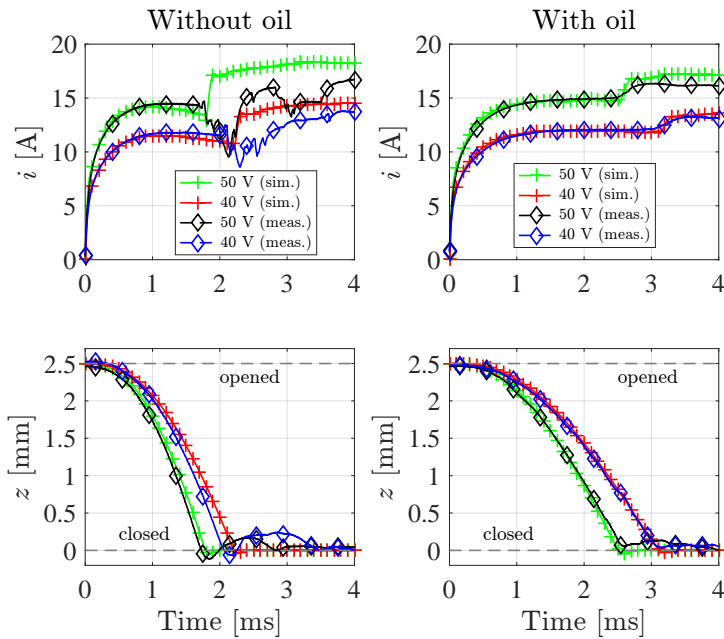 Without oil
With oil
20
15
10
5
0
i [A]
50 V (sim.)
40 V (sim.)
50 V (meas.)
40 V (meas.)
0 1 2 3 4
20
15
10
5
0
i [A]
50 V (sim.)
40 V (sim.)
50 V (meas.)
40 V (meas.)
0 1 2 3 4
2.5
2
1.5
1
0.5
0
z [mm]
opened
closed
0 1 2 3 4
Time [ms]
2.5
2
1.5
1
0.5
0
z [mm]
opened
closed
0 1 2 3 4
Time [ms]